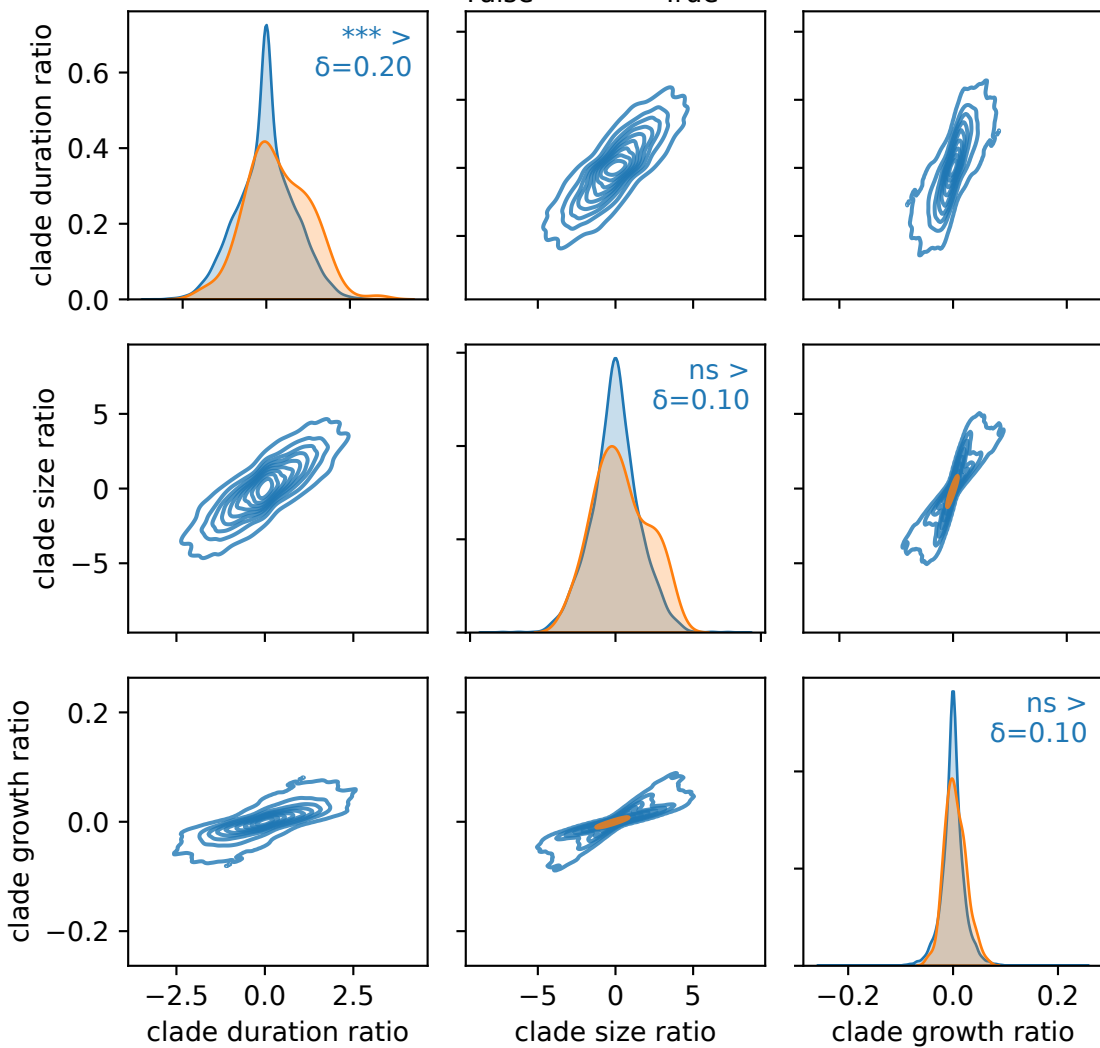 True
clade duration ratio
0.6
0.4
0.2
0.0
*** >
δ=0.20
clade size ratio
5
0
−5
ns >
δ=0.10
clade growth ratio
0.2
0.0
−0.2
ns >
δ=0.10
−2.5 0.0 2.5
−5 0 5
−0.2 0.0 0.2
clade duration ratio
clade size ratio
clade growth ratio